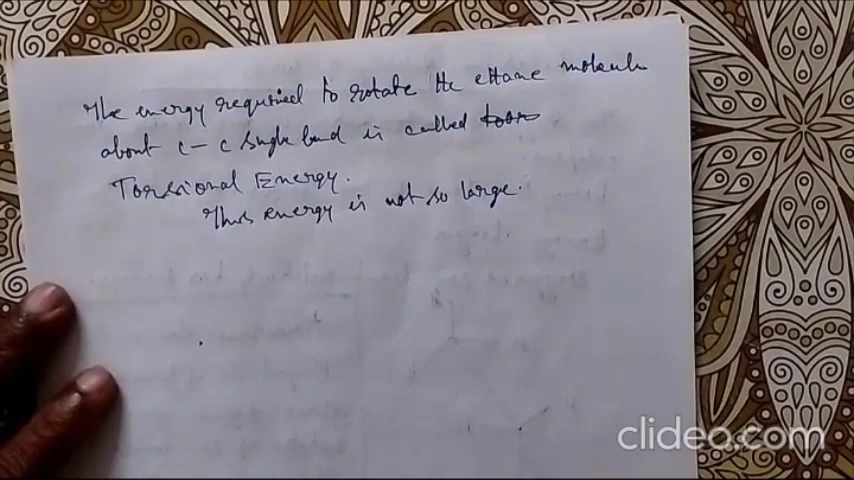 The energy required to rotate the ethane molecule
about C-C single bond is called
Torsional Energy.
This energy is not so large.
clideo.com